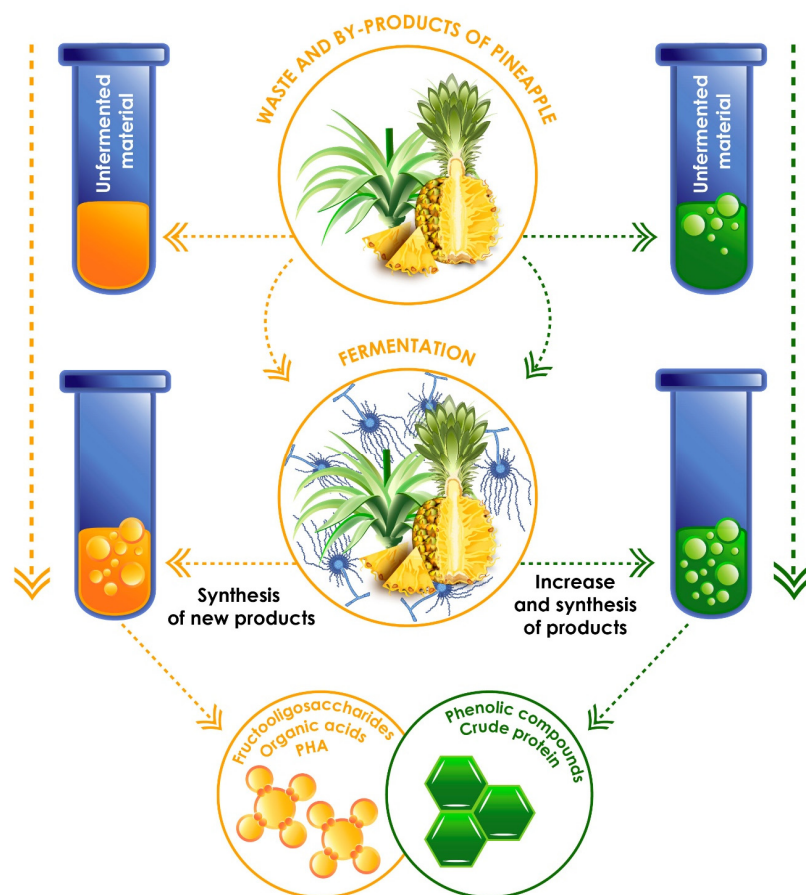 WASTE AND BY-PRODUCTS OF PINEAPPLE
Unfermented
material
Unfermented
material
FERMENTATION
Synthesis
of new products
Increase
and synthesis
of products
Fructooligosaccharides
Organic acids
PHA
Phenolic compounds
Crude protein